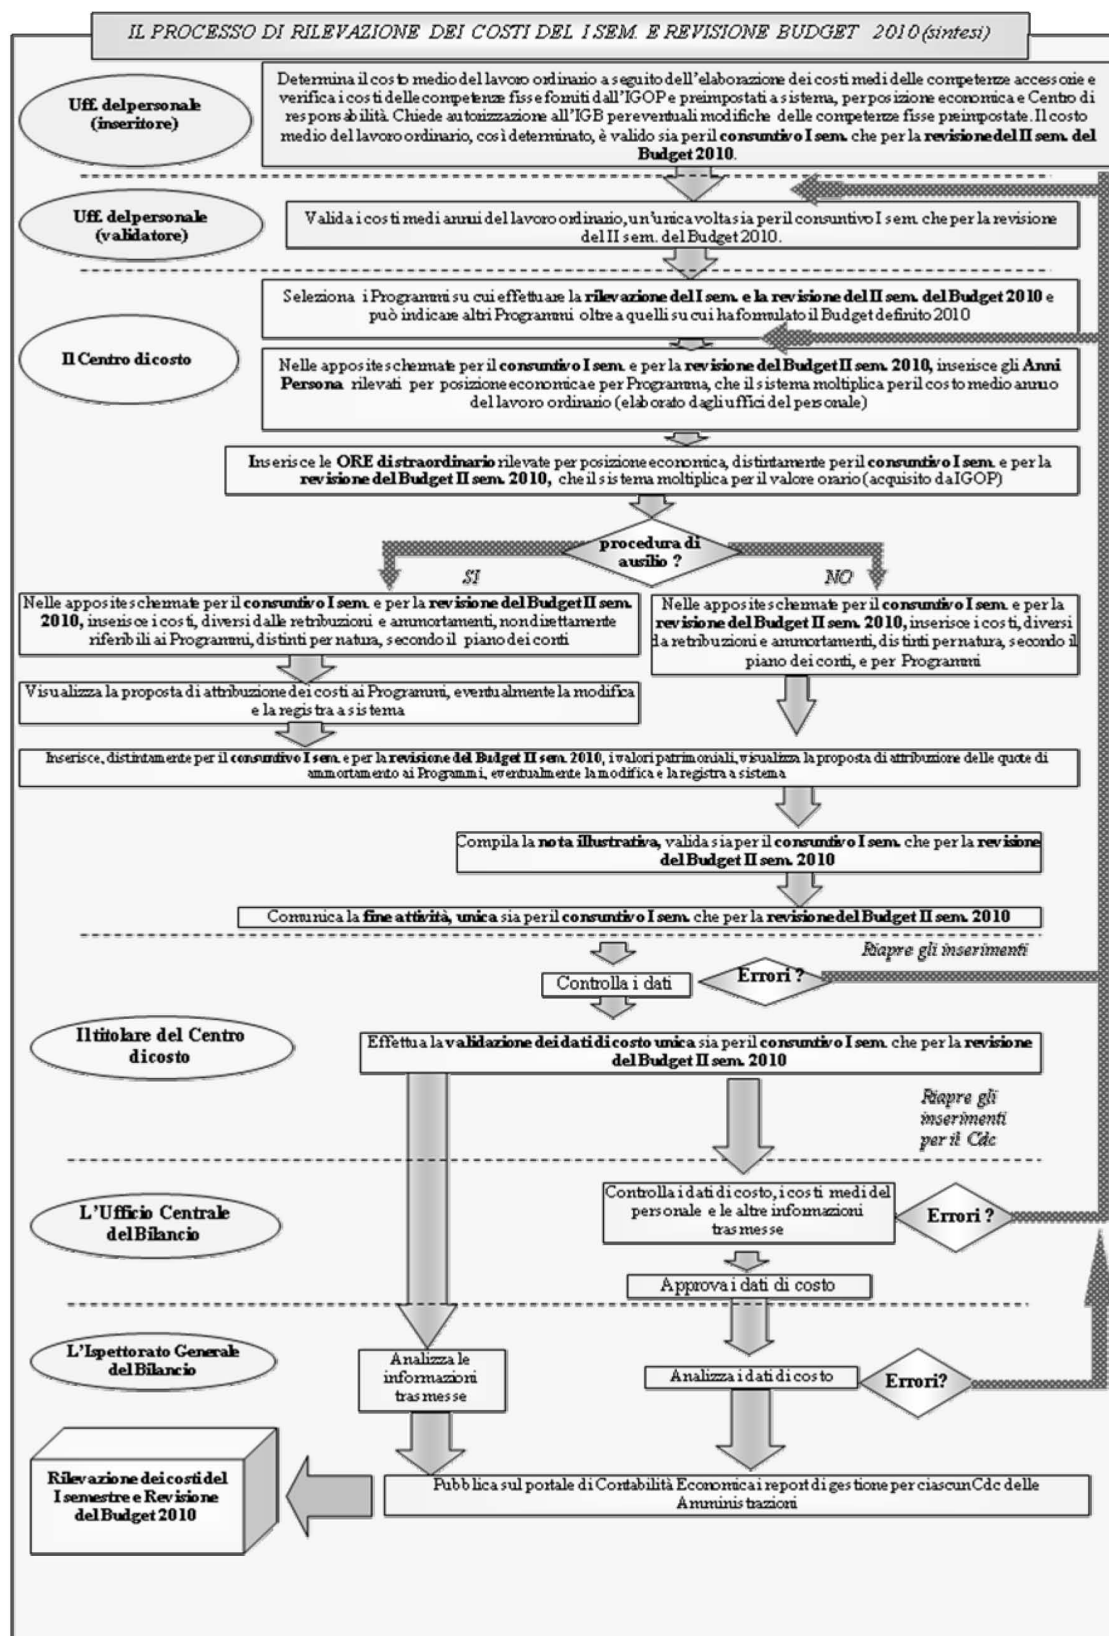 IL PROCESSO DI RILEVAZIONE DEI COSTI DEL I SEM. E REVISIONE BUDGET 2010 (sintesi)
Uff. del personale
(inseritore)
Determina il costo medio del lavoro ordinario a seguito dell'elaborazione dei costi medi delle competenze accessorie e
verifica i costi delle competenze fisse forniti dall'IGOP e preimpostati a sistema, per posizione economica e Centro di
responsabilità. Chiede autorizzazione all'IGB per eventuali modifiche delle competenze fisse preimpostate. Il costo
medio del lavoro ordinario, così determinato, è valido sia per il consuntivo I sem. che per la revisione del II sem. del
Budget 2010.
Uff. del personale
(validatore)
Valida i costi medi annui del lavoro ordinario, un'unica volta sia per il consuntivo I sem. che per la revisione
del II sem. del Budget 2010.
Il Centro di costo
Seleziona i Programmi su cui effettuare la rilevazione del I sem. e la revisione del II sem. del Budget 2010 e
può indicare altri Programmi oltre a quelli su cui ha formulato il Budget definito 2010
Nelle apposite schermate per il consuntivo I sem. e per la revisione del Budget II sem. 2010, inserisce gli Anni
Persona rilevati per posizione economica e per Programma, che il sistema moltiplica per il costo medio annuo
del lavoro ordinario (elaborato dagli uffici del personale)
Inserisce le ORE di straordinario rilevate per posizione economica, distintamente per il consuntivo I sem. e per la
revisione del Budget II sem. 2010, che il sistema moltiplica per il valore orario (acquisito da IGOP)
procedura di
ausilio ?
SI
NO
Nelle apposite schermate per il consuntivo I sem. e per la revisione del Budget II sem.
2010, inserisce i costi, diversi dalle retribuzioni e ammortamenti, non direttamente
riferibili ai Programmi, distinti per natura, secondo il piano dei conti
Nelle apposite schermate per il consuntivo I sem. e per la
revisione del Budget II sem. 2010, inserisce i costi, diversi
da retribuzioni e ammortamenti, distinti per natura, secondo il
piano dei conti, e per Programmi
Visualizza la proposta di attribuzione dei costi ai Programmi, eventualmente la modifica
e la registra a sistema
Inserisce, distintamente per il consuntivo I sem. e per la revisione del Budget II sem. 2010, i valori patrimoniali, visualizza la proposta di attribuzione delle quote di
ammortamento ai Programmi, eventualmente la modifica e la registra a sistema
Compila la nota illustrativa, valida sia per il consuntivo I sem. che per la revisione
del Budget II sem. 2010
Comunica la fine attività, unica sia per il consuntivo I sem. che per la revisione del Budget II sem. 2010
Riapre gli inserimenti
Controlla i dati
Errori ?
Il titolare del Centro
di costo
Effettua la validazione dei dati di costo unica sia per il consuntivo I sem. che per la revisione
del Budget II sem. 2010
Riapre gli
inserimenti
per il Cdc
L'Ufficio Centrale
del Bilancio
Controlla i dati di costo, i costi medi del
personale e le altre informazioni
trasmesse
Errori ?
Approva i dati di costo
L'Ispettorato Generale
del Bilancio
Analizza le
informazioni
trasmesse
Analizza i dati di costo
Errori?
Rilevazione dei costi del
I semestre e Revisione
del Budget 2010
Pubblica sul portale di Contabilità Economica i report di gestione per ciascun Cdc delle
Amministrazioni